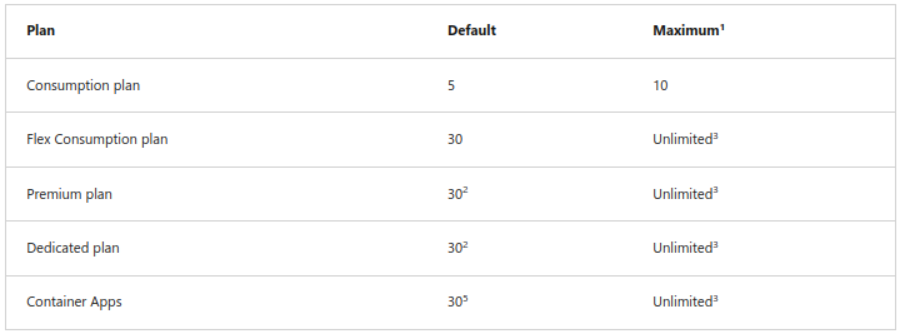 Plan Default Maximum¹
Consumption plan 5 10
Flex Consumption plan 30 Unlimited³
Premium plan 30² Unlimited³
Dedicated plan 30² Unlimited³
Container Apps 30⁵ Unlimited³